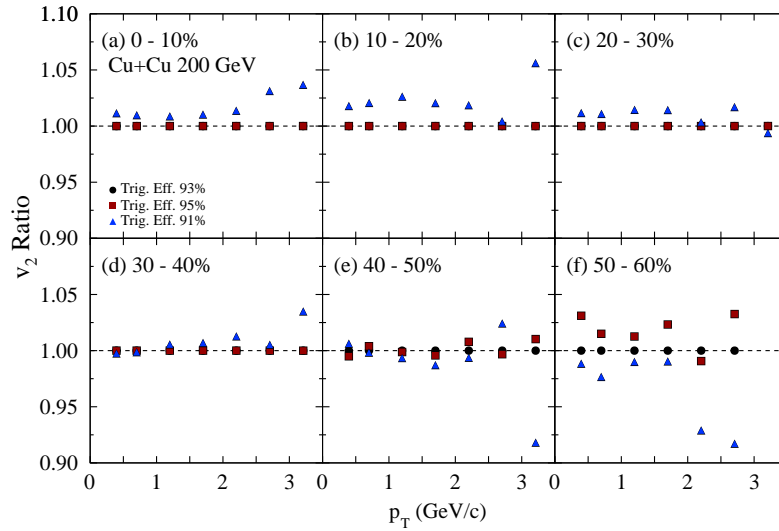 1.10
1.05
1.00
0.95
0.90
(a) 0 - 10%
Cu+Cu 200 GeV
Trig. Eff. 93%
Trig. Eff. 95%
Trig. Eff. 91%
(b) 10 - 20%
(c) 20 - 30%
v2 Ratio
1.05
1.00
0.95
0.90
(d) 30 - 40%
(e) 40 - 50%
(f) 50 - 60%
0 1 2 3 0 1 2 3 0 1 2 3
pT (GeV/c)